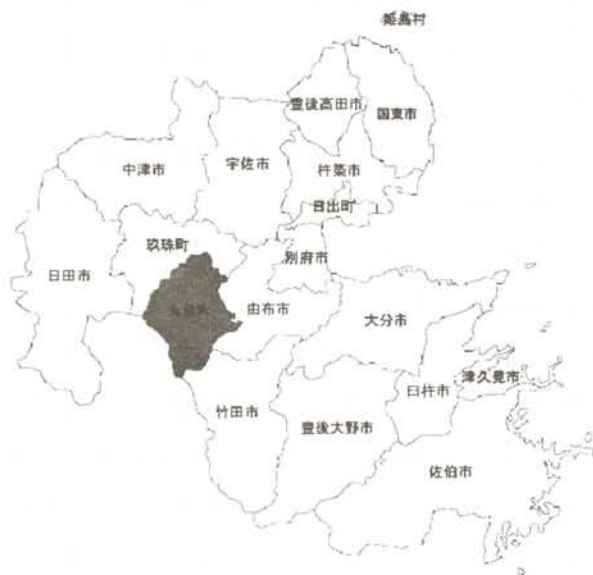 姫島村
豊後高田市
国東市
中津市
宇佐市
杵築市
日出町
玖珠町
別府市
日田市
由布市
大分市
津久見市
臼杵市
竹田市
豊後大野市
佐伯市